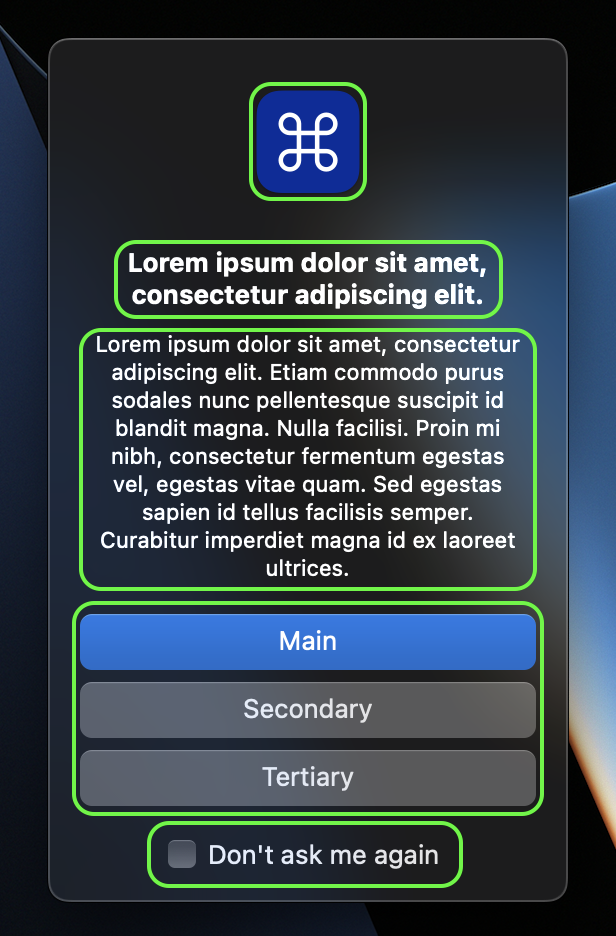 Lorem ipsum dolor sit amet,
consectetur adipiscing elit.
Lorem ipsum dolor sit amet, consectetur
adipiscing elit. Etiam commodo purus
sodales nunc pellentesque suscipit id
blandit magna. Nulla facilisi. Proin mi
nibh, consectetur fermentum egestas
vel, egestas vitae quam. Sed egestas
sapien id tellus facilisis semper.
Curabitur imperdiet magna id ex laoreet
ultrices.
Main
Secondary
Tertiary
Don't ask me again